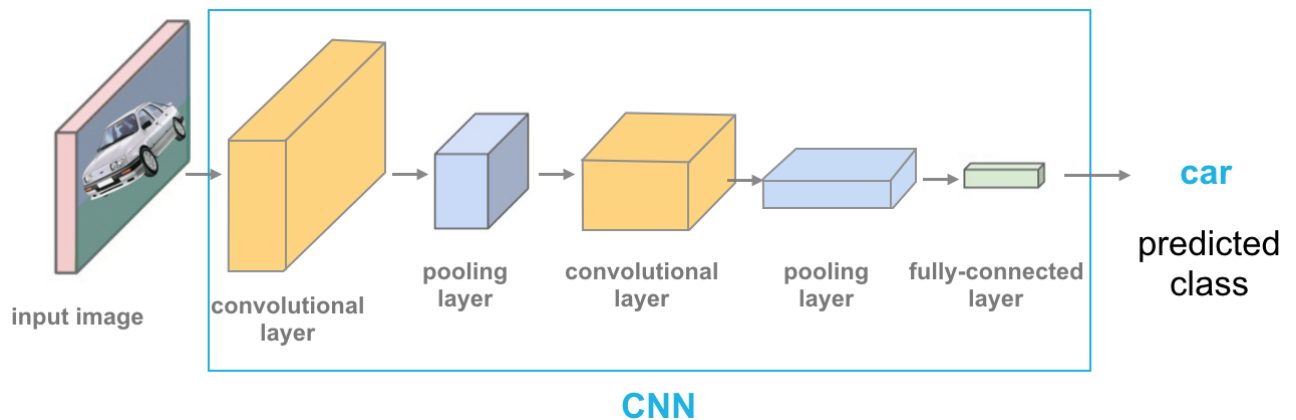 input image
convolutional
layer
pooling
layer
convolutional
layer
pooling
layer
fully-connected
layer
car
predicted
class
CNN